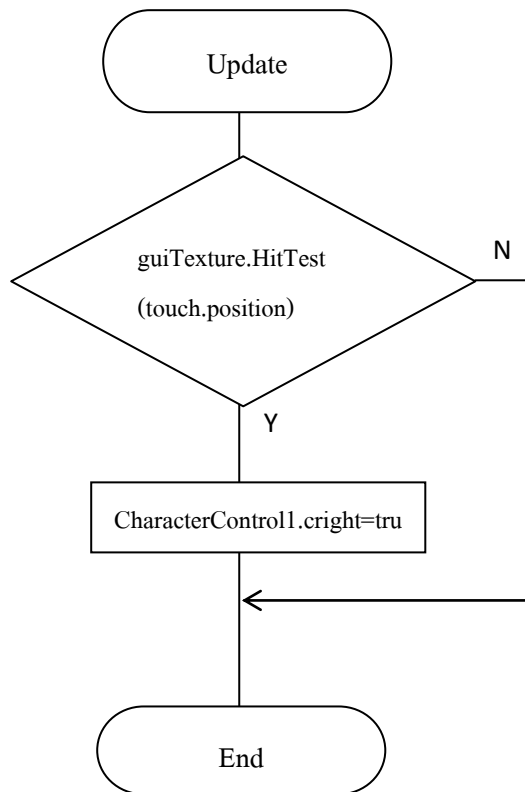 Update
guiTexture.HitTest
(touch.position)
N
Y
CharacterControl1.cright=tru
End